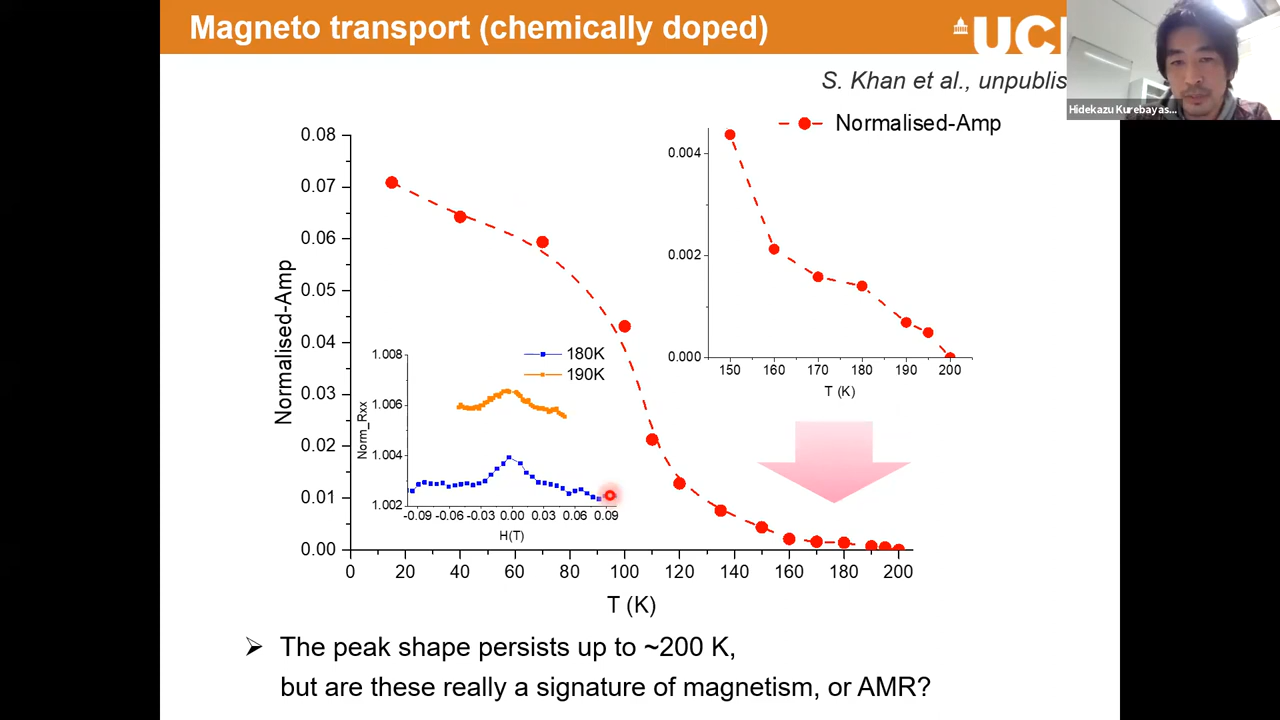 Magneto transport (chemically doped)
UCL
S. Khan et al., unpublis
Hidekazu Kurebayas...
Normalised-Amp
0.08
0.07
0.06
0.05
0.04
0.03
0.02
0.01
0.00
Normalised-Amp
0 20 40 60 80 100 120 140 160 180 200
T (K)
0.004
0.002
0.000
150 160 170 180 190 200
T (K)
180K
190K
1.008
1.006
1.004
1.002
Norm_Rxx
-0.09 -0.06 -0.03 0.00 0.03 0.06 0.09
H(T)
➢ The peak shape persists up to ~200 K,
but are these really a signature of magnetism, or AMR?